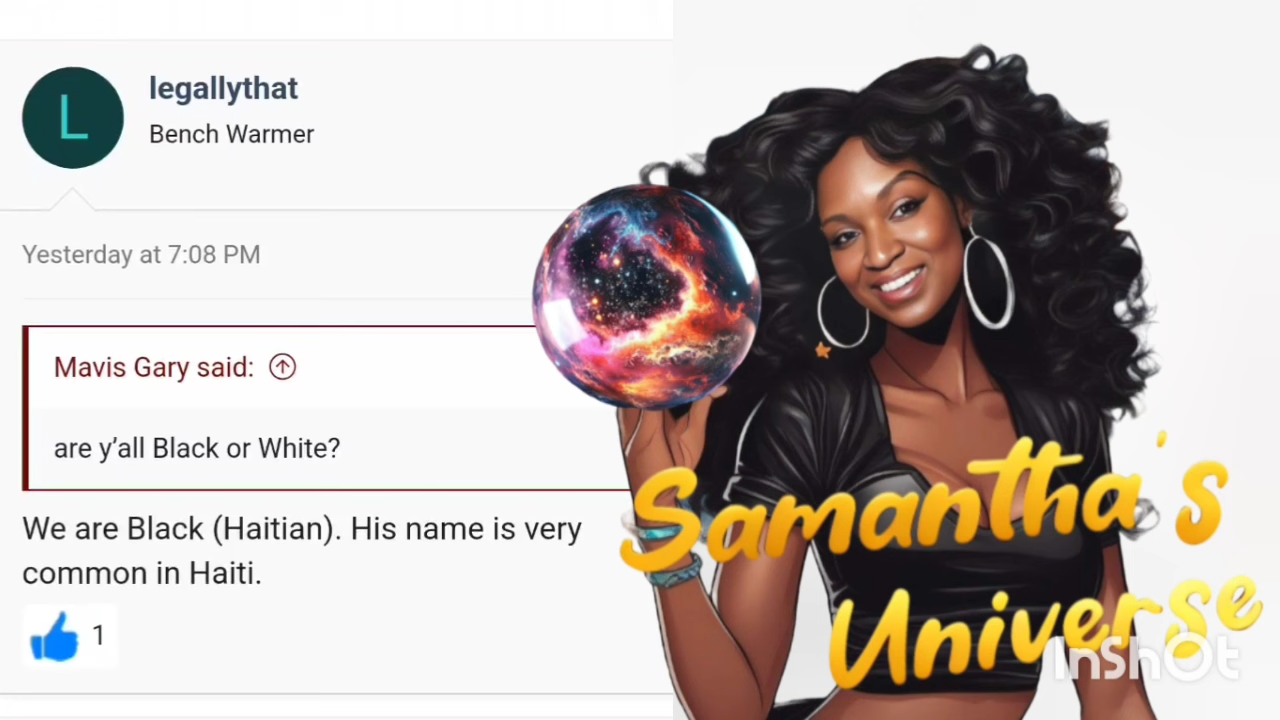 L
legallythat
Bench Warmer
Yesterday at 7:08 PM
Mavis Gary said:
are y’all Black or White?
We are Black (Haitian). His name is very
common in Haiti.
1
Samantha's
Universe
InShOt